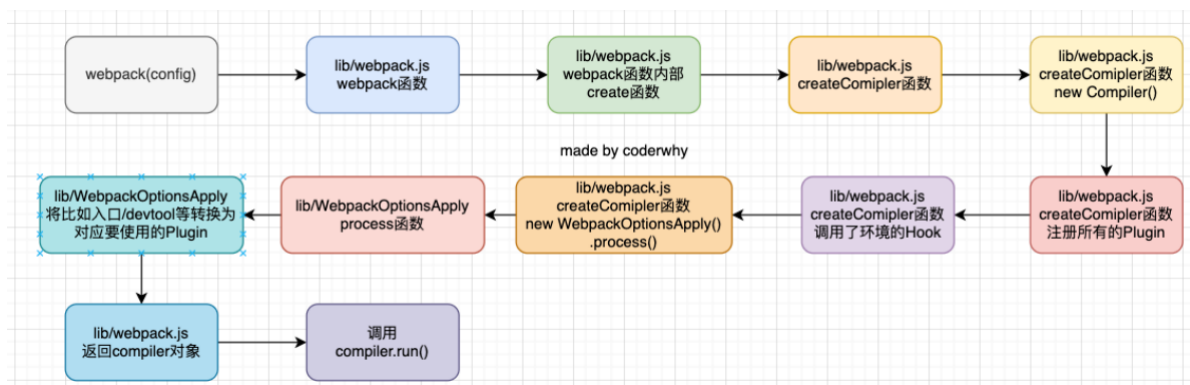 webpack(config)
lib/webpack.js
webpack函数
lib/webpack.js
webpack函数内部
create函数
lib/webpack.js
createComipler函数
lib/webpack.js
createComipler函数
new Compiler()
made by coderwhy
lib/WebpackOptionsApply
将比如入口/devtool等转换为
对应要使用的Plugin
lib/WebpackOptionsApply
process函数
lib/webpack.js
createComipler函数
new WebpackOptionsApply()
.process()
lib/webpack.js
createComipler函数
调用了环境的Hook
lib/webpack.js
createComipler函数
注册所有的Plugin
lib/webpack.js
返回compiler对象
调用
compiler.run()